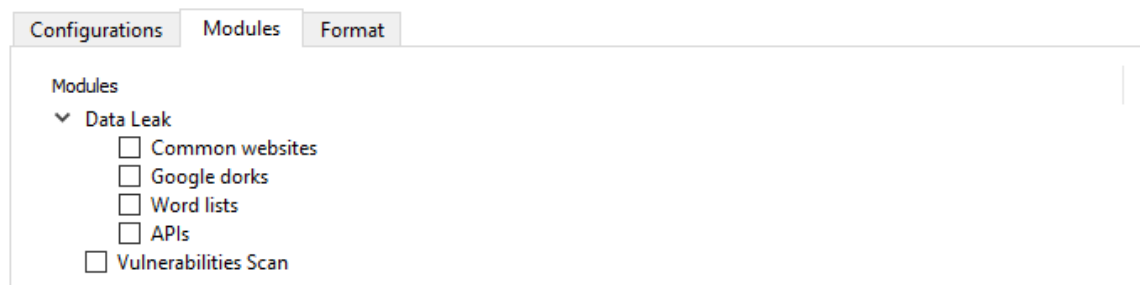 Configurations Modules Format
Modules
Data Leak
Common websites
Google dorks
Word lists
APIs
Vulnerabilities Scan